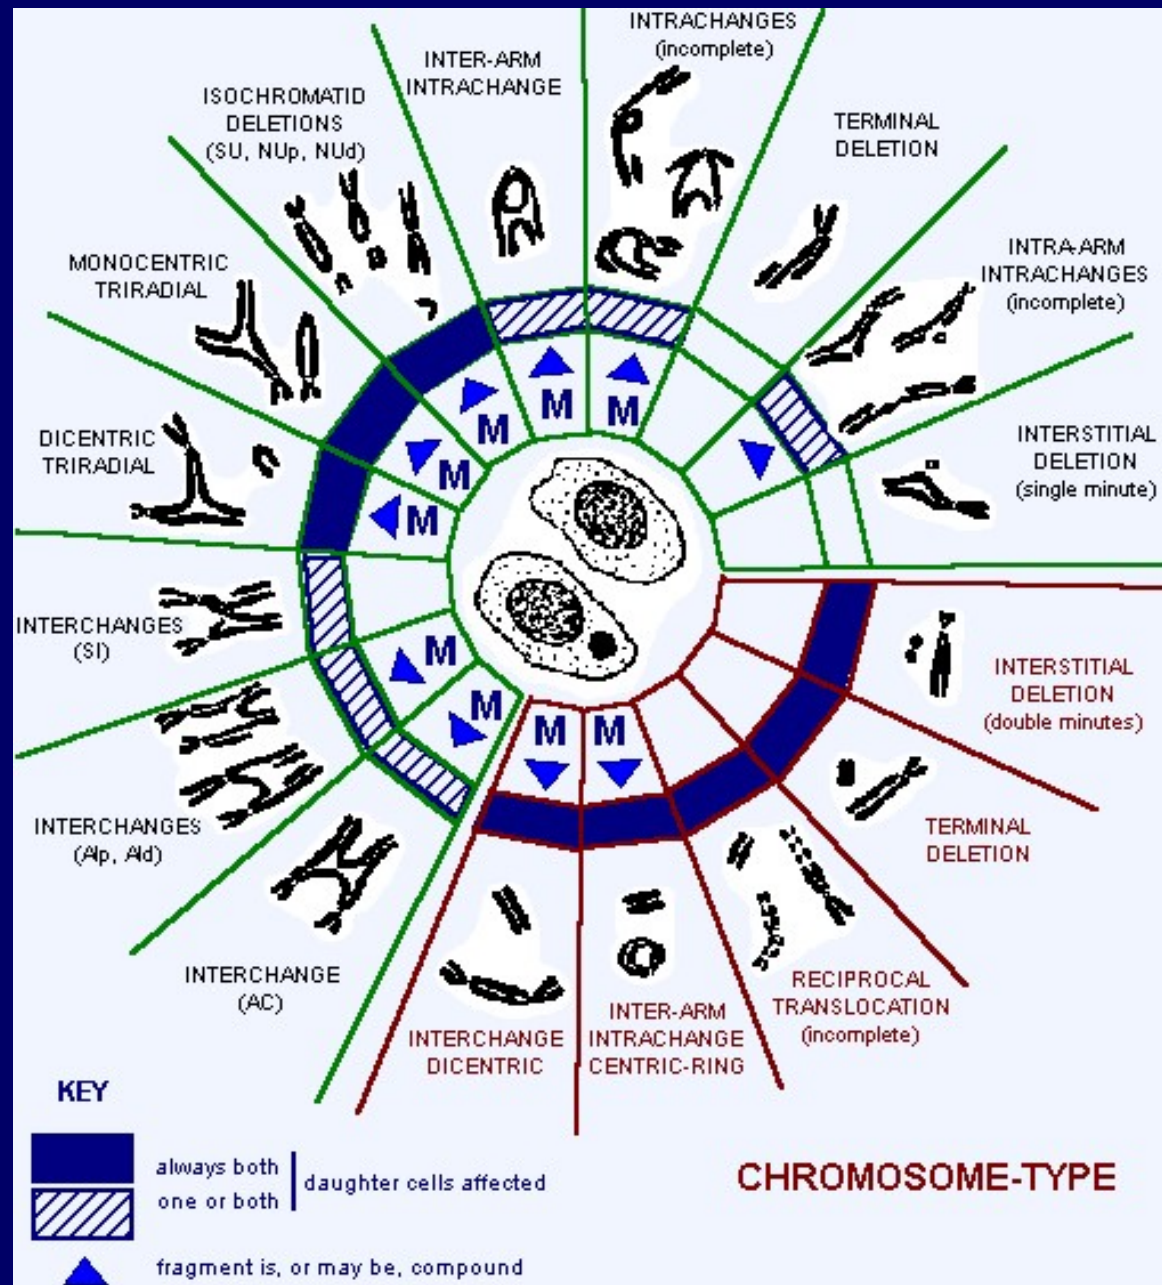 INTRACHANGES
(incomplete)
INTER-ARM
INTRACHANGE
ISOCHROMATID
DELETIONS
(SU, NUp, NUd)
TERMINAL
DELETION
MONOCENTRIC
TRIRADIAL
INTRA-ARM
INTRACHANGES
(incomplete)
DICENTRIC
TRIRADIAL
INTERSTITIAL
DELETION
(single minute)
M
M
M
M
M
M
INTERCHANGES
(SI)
M
M
INTERSTITIAL
DELETION
(double minutes)
M
M
INTERCHANGES
(AIp, AId)
TERMINAL
DELETION
INTERCHANGE
(AC)
RECIPROCAL
TRANSLOCATION
(incomplete)
INTERCHANGE
DICENTRIC
INTER-ARM
INTRACHANGE
CENTRIC-RING
KEY
always both
one or both
daughter cells affected
CHROMOSOME-TYPE
fragment is, or may be, compound